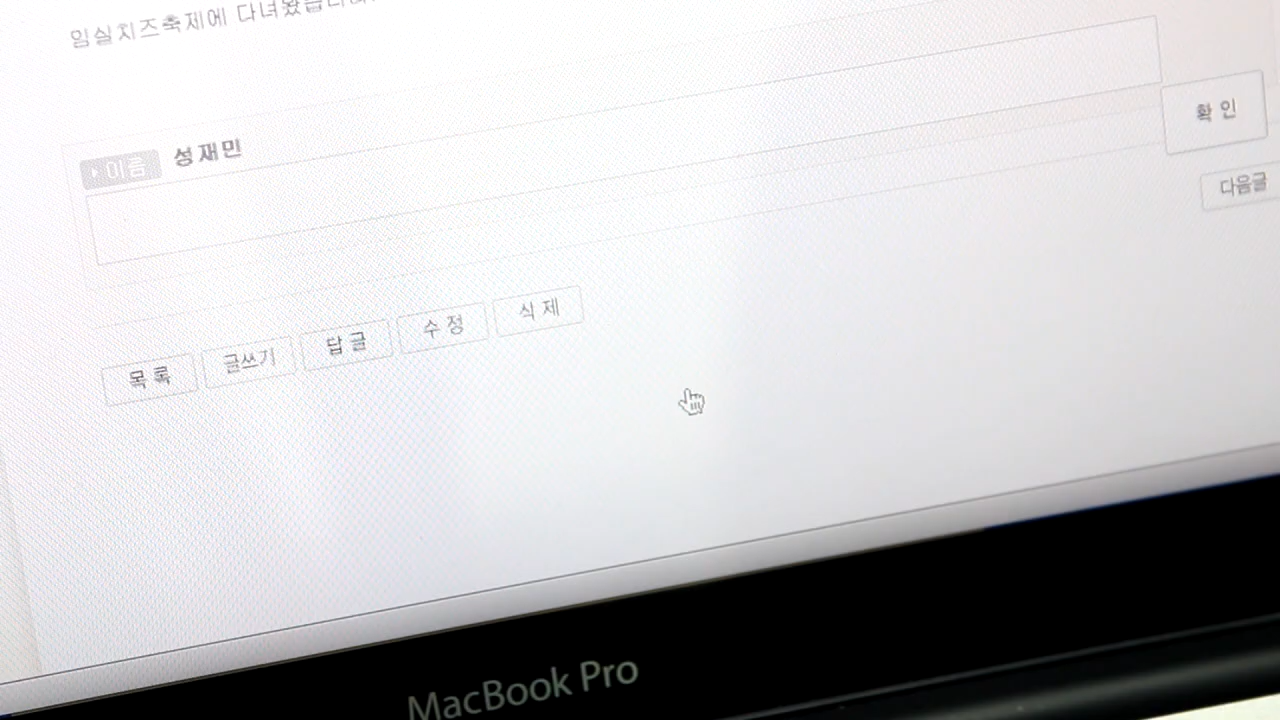 임실치즈축제에 다녀왔습니다.
이름 성재민
확 인
다음글
목 록 글쓰기 답 글 수 정 삭 제
MacBook Pro